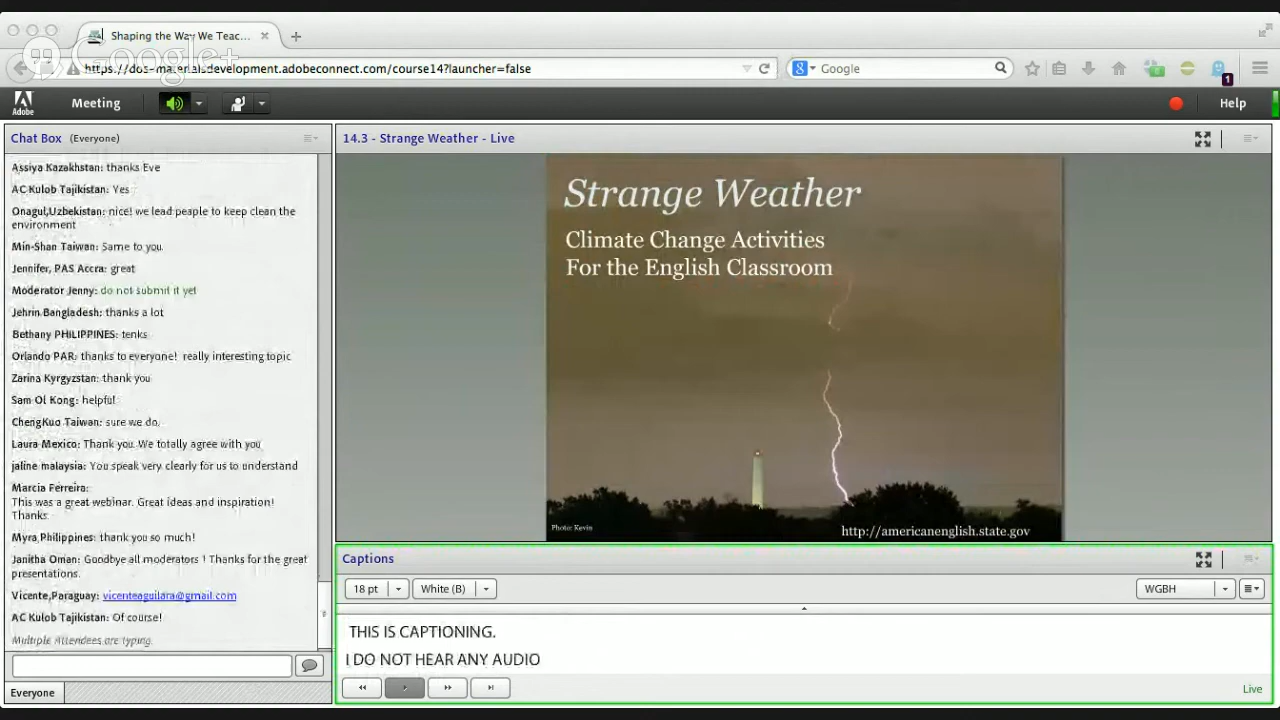 Shaping the Way We Teac...
Google+
https://dos-materialsdevelopment.adobeconnect.com/course14?launcher=false
Google
1
Adobe
Meeting
Help
Chat Box (Everyone)
Assiya Kazakhstan: thanks Eve
AC Kulob Tajikistan: Yes
Onagul,Uzbekistan: nice! we lead peaple to keep clean the
environment
Min-Shan Taiwan: Same to you.
Jennifer, PAS Accra: great
Moderator Jenny: do not submit it yet
Jehrin Bangladesh: thanks a lot
Bethany PHILIPPINES: tenks
Orlando PAR: thanks to everyone! really interesting topic
Zarina Kyrgyzstan: thank you
Sam Ol Kong: helpful!
ChengKuo Taiwan: sure we do.
Laura Mexico: Thank you. We totally agree with you
jaline malaysia: You speak very clearly for us to understand
Marcia Ferreira:
This was a great webinar. Great ideas and inspiration!
Thanks
Myra Philippines: thank you so much!
Janitha Oman: Goodbye all moderators ! Thanks for the great
presentations.
Vicente,Paraguay: vicenteaguilara@gmail.com
AC Kulob Tajikistan: Of course!
Multiple Attendees are typing.
Everyone
14.3 - Strange Weather - Live
Strange Weather
Climate Change Activities
For the English Classroom
Photo: Kevin
http://americanenglish.state.gov
Captions
18 pt
White (B)
WGBH
THIS IS CAPTIONING.
I DO NOT HEAR ANY AUDIO
Live